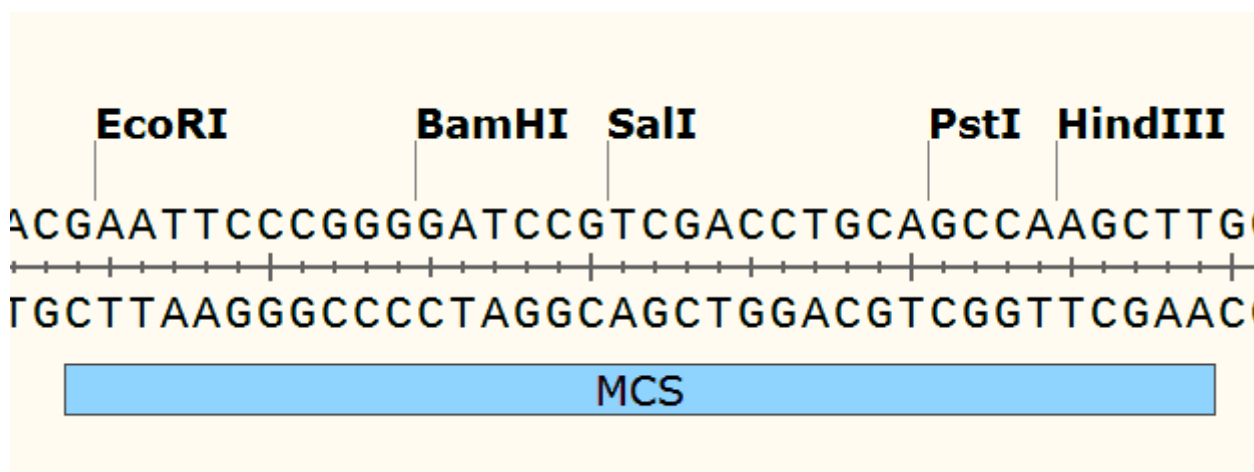 EcoRI BamHI SalI PstI HindIII
ACGAATTCCCGGGGATCCGTCGACCTGCAGCCAAGCTTG
TGCTTAAGGGCCCCTAGGCAGCTGGACGTCGGTTCGAAC
MCS